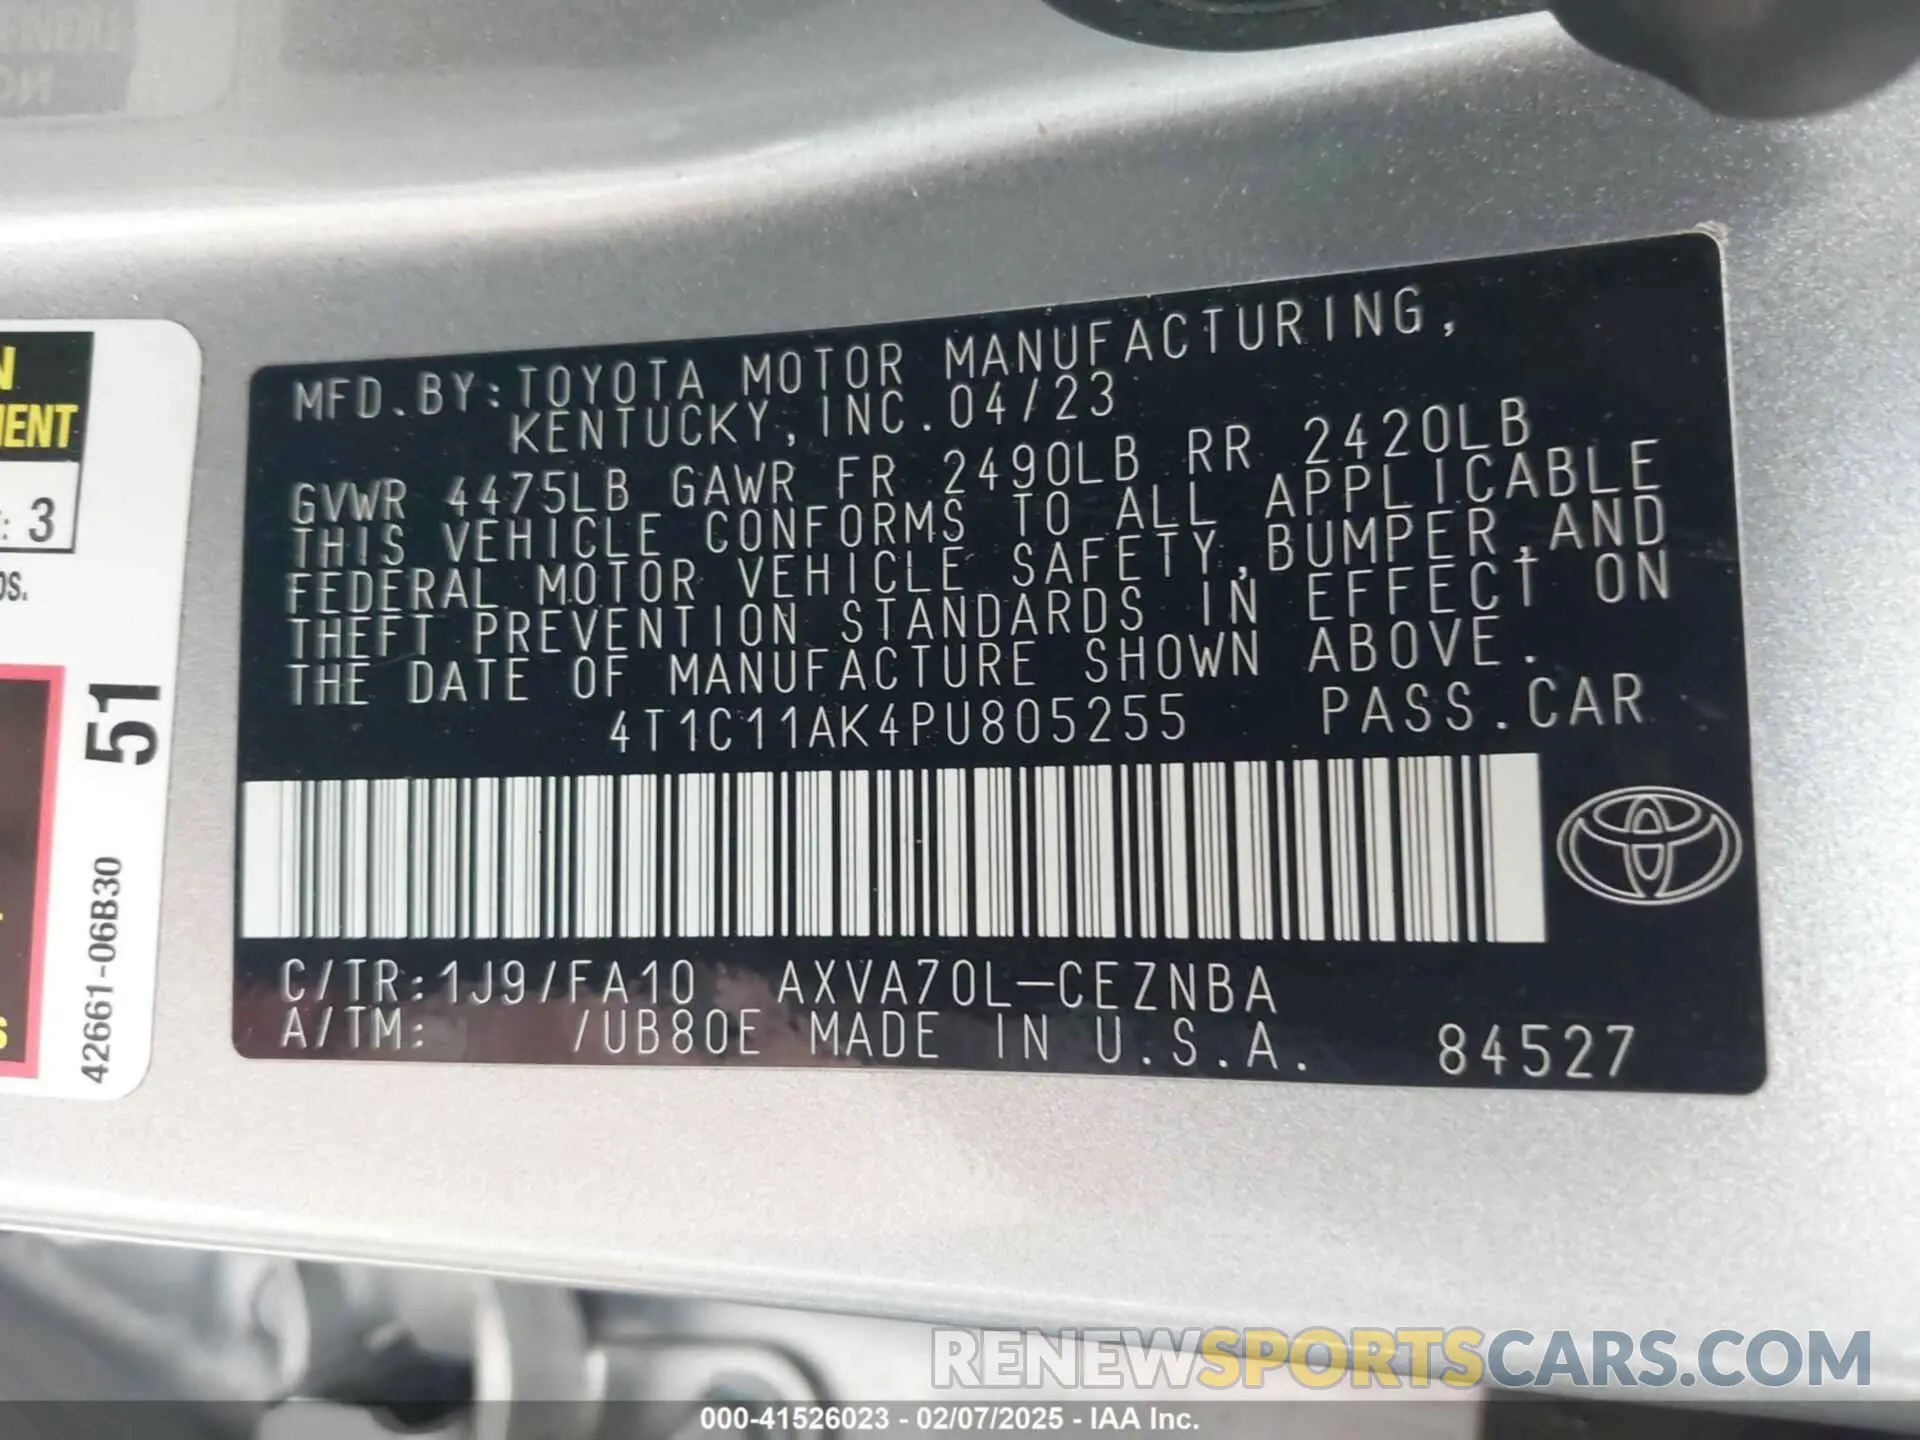 MFD. BY: TOYOTA MOTOR MANUFACTURING,
KENTUCKY, INC. 04/23
GVWR 4475LB GAWR FR 2490LB RR 2420LB
THIS VEHICLE CONFORMS TO ALL APPLICABLE
FEDERAL MOTOR VEHICLE SAFETY, BUMPER, AND
THEFT PREVENTION STANDARDS IN EFFECT ON
THE DATE OF MANUFACTURE SHOWN ABOVE.
4T1C11AK4PU805255 PASS. CAR
C/TR: 1J9/FA10 AXVA70L-CEZNBA
A/TM: /UB80E MADE IN U.S.A. 84527
: 3
51
42661-06B30
RENEWSPORTSCARS.COM
000-41526023 - 02/07/2025 - IAA Inc.